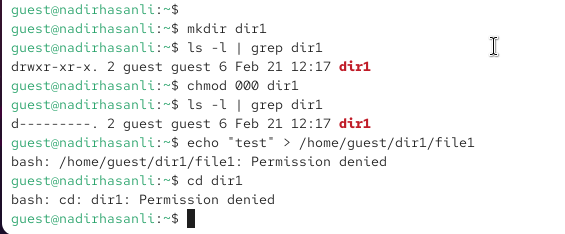 guest@nadirhasanli:~$
guest@nadirhasanli:~$ mkdir dir1
guest@nadirhasanli:~$ ls -l | grep dir1
drwxr-xr-x. 2 guest guest 6 Feb 21 12:17 dir1
guest@nadirhasanli:~$ chmod 000 dir1
guest@nadirhasanli:~$ ls -l | grep dir1
d---------. 2 guest guest 6 Feb 21 12:17 dir1
guest@nadirhasanli:~$ echo "test" > /home/guest/dir1/file1
bash: /home/guest/dir1/file1: Permission denied
guest@nadirhasanli:~$ cd dir1
bash: cd: dir1: Permission denied
guest@nadirhasanli:~$